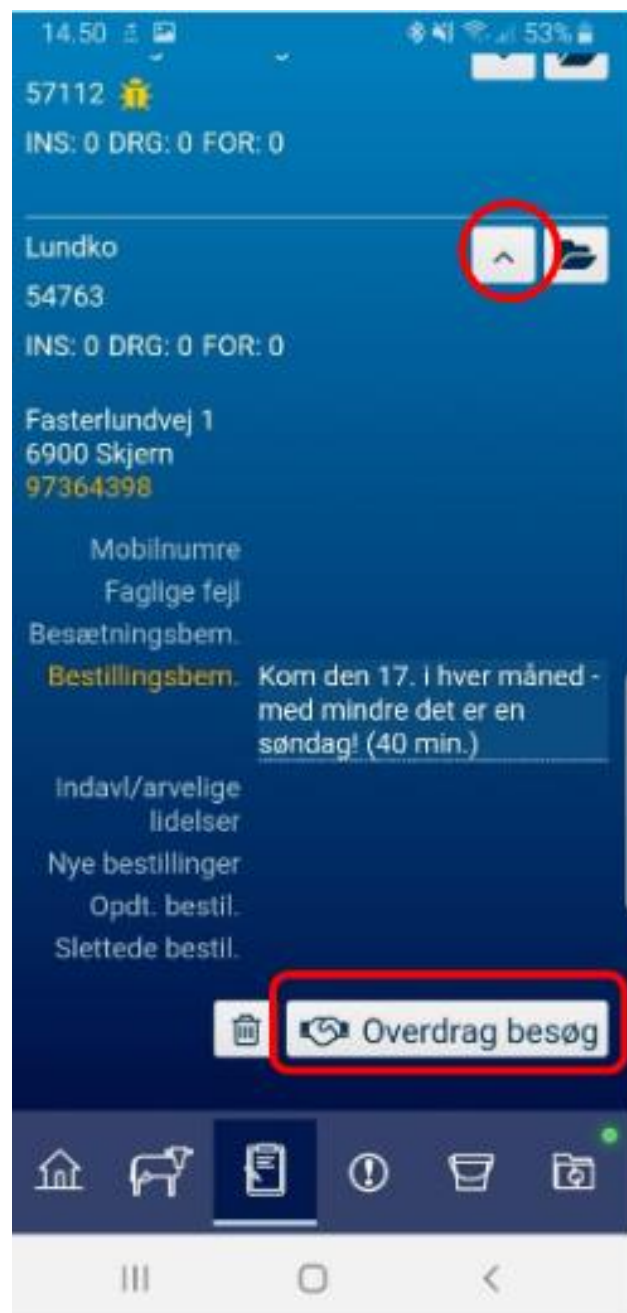 14.50 53%
57112
INS: 0 DRG: 0 FOR: 0
Lundko
54763
INS: 0 DRG: 0 FOR: 0
Fasterlundvej 1
6900 Skjern
97364398
Mobilnumre
Faglige fejl
Besætningsbem.
Bestillingsbem. Kom den 17. i hver måned -
med mindre det er en
søndag! (40 min.)
Indavl/arvelige
lidelser
Nye bestillinger
Opdt. bestil.
Slettede bestil.
Overdrag besøg